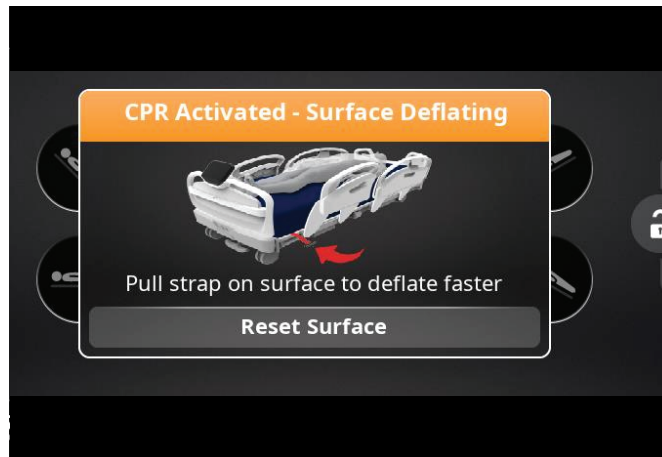 CPR Activated - Surface Deflating
Pull strap on surface to deflate faster
Reset Surface